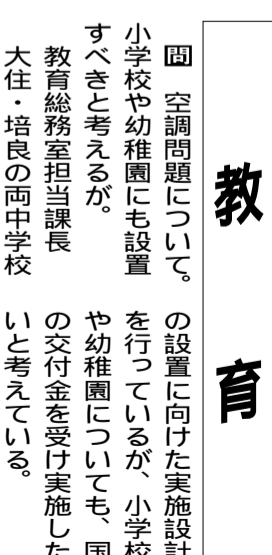 教育
問　空調問題について。
小学校や幼稚園にも設置
すべきと考えるが。
教育総務室担当課長
大住・培良の両中学校
の設置に向けた実施設計
を行っているが、小学校
や幼稚園についても、国
の交付金を受け実施した
いと考えている。